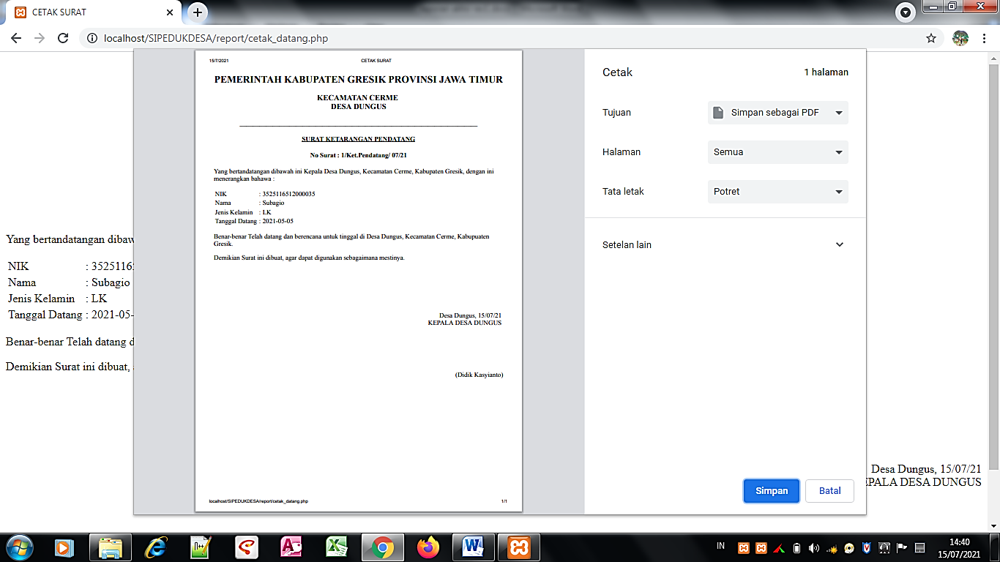 CETAK SURAT
localhost/SIPEDUKDESA/report/cetak_datang.php
15/7/2021 CETAK SURAT
PEMERINTAH KABUPATEN GRESIK PROVINSI JAWA TIMUR
KECAMATAN CERME
DESA DUNGUS
SURAT KETARANGAN PENDATANG
No Surat : 1/Ket.Pendatang/ 07/21
Yang bertandatangan dibawah ini Kepala Desa Dungus, Kecamatan Cerme, Kabupaten Gresik, dengan ini
menerangkan bahawa :
NIK : 3525116512000035
Nama : Subagio
Jenis Kelamin : LK
Tanggal Datang : 2021-05-05
Benar-benar Telah datang dan berencana untuk tinggal di Desa Dungus, Kecamatan Cerme, Kabupuaten
Gresik.
Demikian Surat ini dibuat, agar dapat digunakan sebagaimana mestinya.
Desa Dungus, 15/07/21
KEPALA DESA DUNGUS
(Didik Kasyianto)
localhost/SIPEDUKDESA/report/cetak_datang.php 1/1
Cetak 1 halaman
Tujuan Simpan sebagai PDF
Halaman Semua
Tata letak Potret
Setelan lain
Simpan Batal
Yang bertandatangan dibaw
NIK : 3525116
Nama : Subagio
Jenis Kelamin : LK
Tanggal Datang : 2021-05-
Benar-benar Telah datang d
Demikian Surat ini dibuat,
Desa Dungus, 15/07/21
EPALA DESA DUNGUS
IN
14:40
15/07/2021